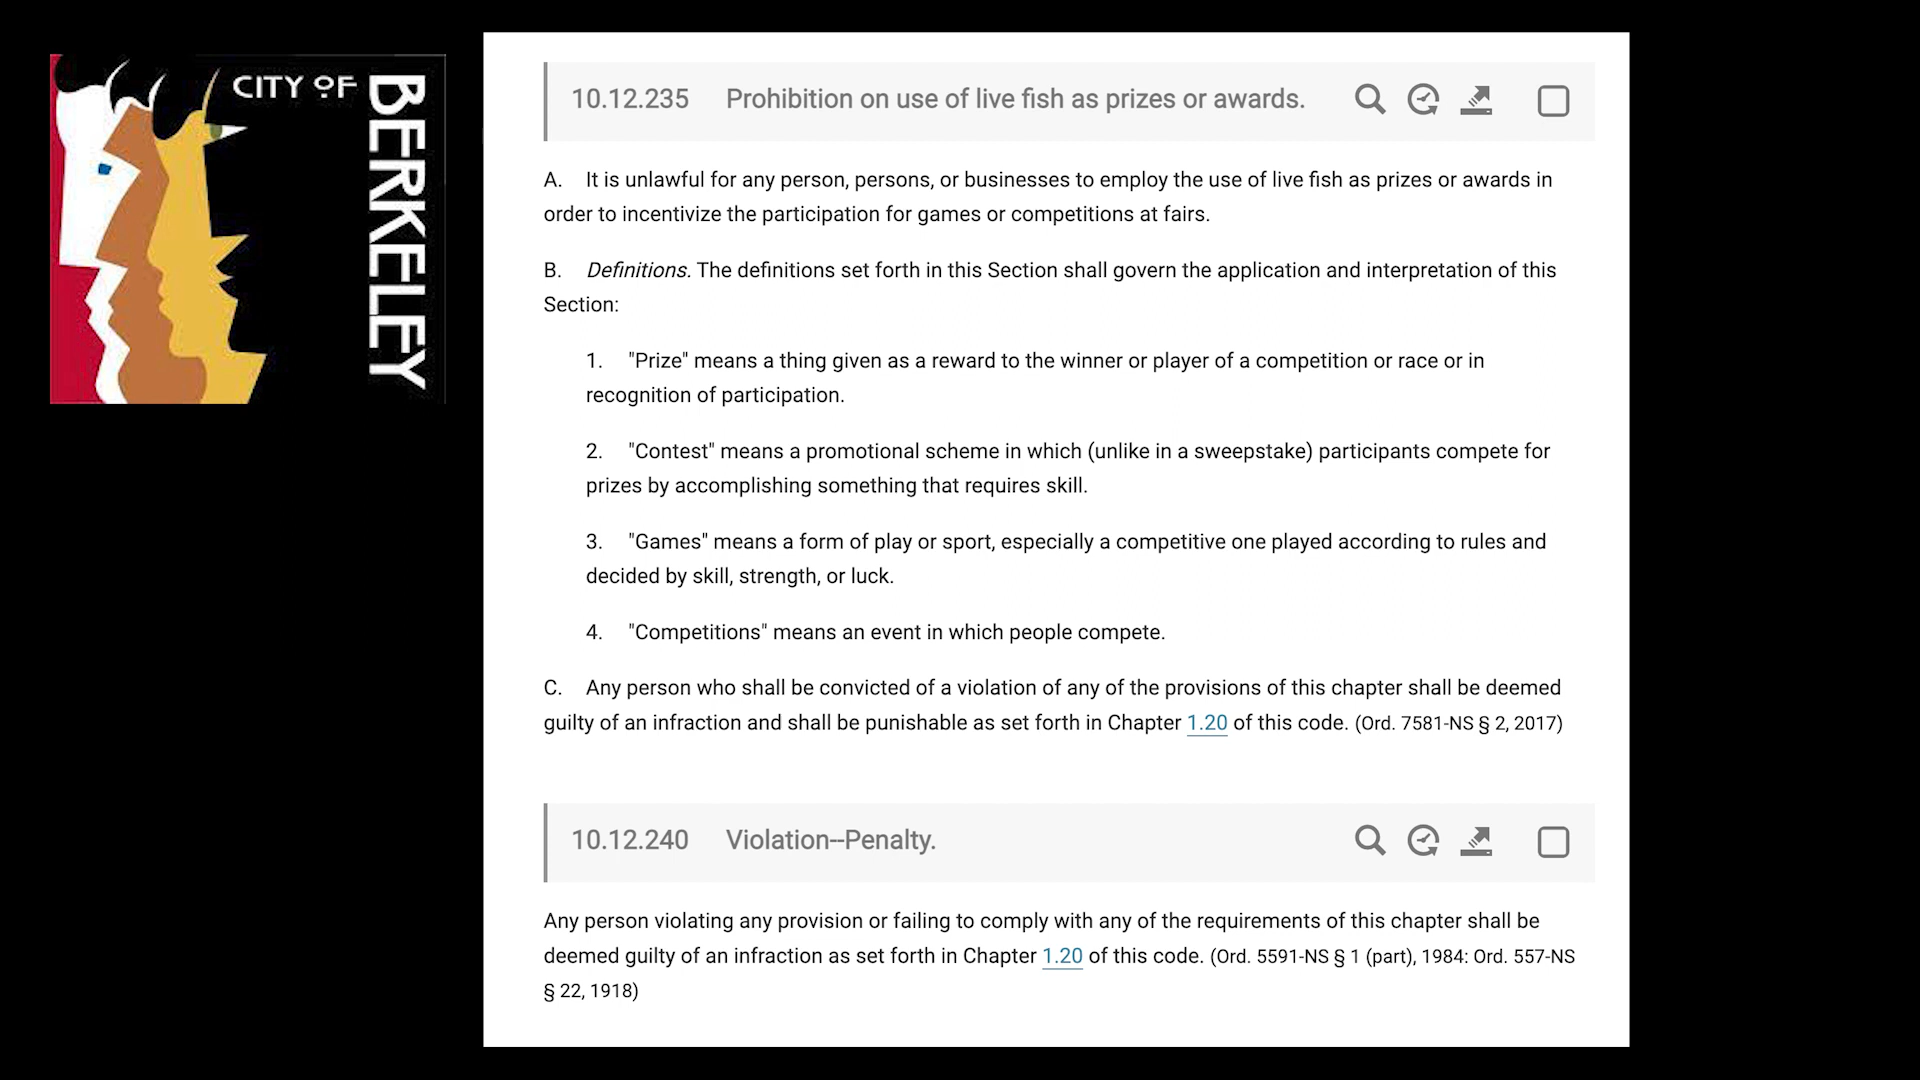 CITY OF
BERKELEY
10.12.235 Prohibition on use of live fish as prizes or awards.
A. It is unlawful for any person, persons, or businesses to employ the use of live fish as prizes or awards in
order to incentivize the participation for games or competitions at fairs.
B. Definitions. The definitions set forth in this Section shall govern the application and interpretation of this
Section:
1. "Prize" means a thing given as a reward to the winner or player of a competition or race or in
recognition of participation.
2. "Contest" means a promotional scheme in which (unlike in a sweepstake) participants compete for
prizes by accomplishing something that requires skill.
3. "Games" means a form of play or sport, especially a competitive one played according to rules and
decided by skill, strength, or luck.
4. "Competitions" means an event in which people compete.
C. Any person who shall be convicted of a violation of any of the provisions of this chapter shall be deemed
guilty of an infraction and shall be punishable as set forth in Chapter 1.20 of this code. (Ord. 7581-NS § 2, 2017)
10.12.240 Violation--Penalty.
Any person violating any provision or failing to comply with any of the requirements of this chapter shall be
deemed guilty of an infraction as set forth in Chapter 1.20 of this code. (Ord. 5591-NS § 1 (part), 1984: Ord. 557-NS
§ 22, 1918)